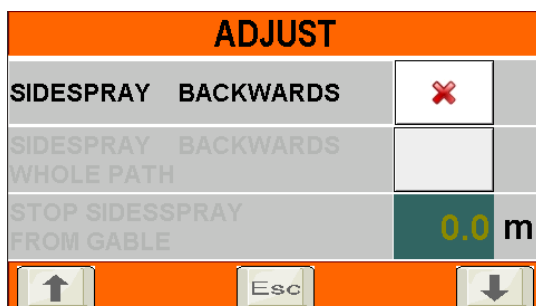 ADJUST
SIDESPRAY BACKWARDS
SIDESPRAY BACKWARDS
WHOLE PATH
STOP SIDESSPRAY
FROM GABLE
0.0 m
Esc